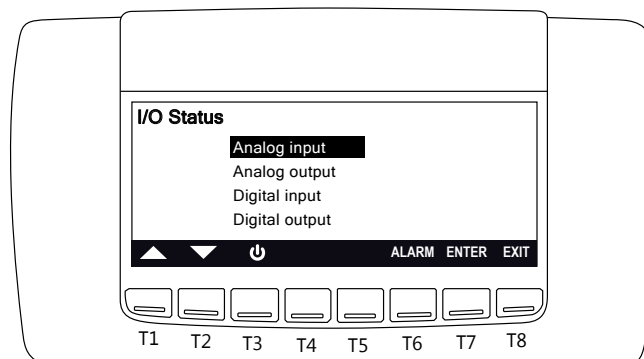 I/O Status
Analog input
Analog output
Digital input
Digital output
ALARM ENTER EXIT
T1 T2 T3 T4 T5 T6 T7 T8